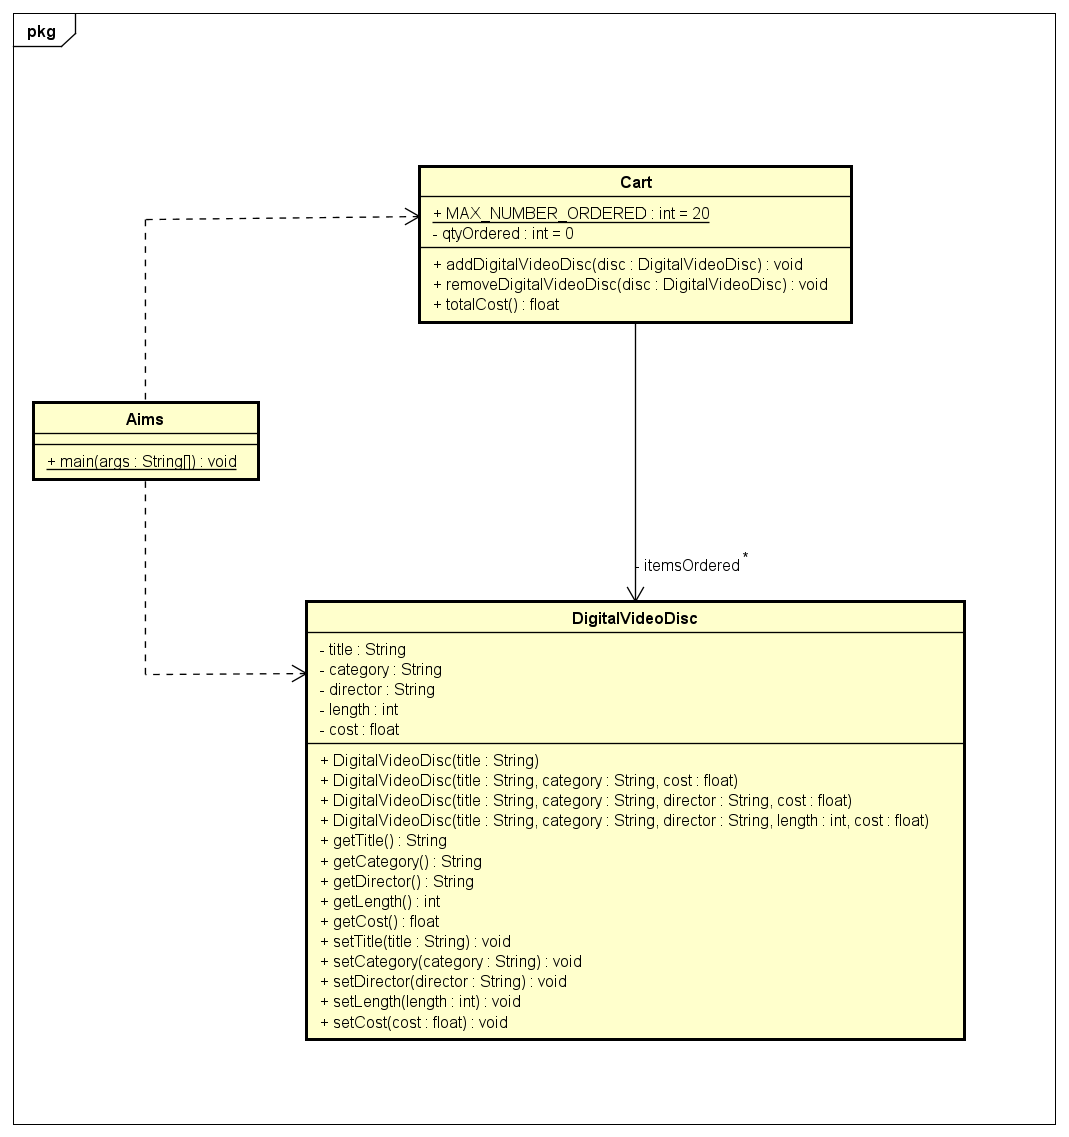 pkg
Cart
+ MAX_NUMBER_ORDERED : int = 20
- qtyOrdered : int = 0
+ addDigitalVideoDisc(disc : DigitalVideoDisc) : void
+ removeDigitalVideoDisc(disc : DigitalVideoDisc) : void
+ totalCost() : float
Aims
+ main(args : String[]) : void
- itemsOrdered *
DigitalVideoDisc
- title : String
- category : String
- director : String
- length : int
- cost : float
+ DigitalVideoDisc(title : String)
+ DigitalVideoDisc(title : String, category : String, cost : float)
+ DigitalVideoDisc(title : String, category : String, director : String, cost : float)
+ DigitalVideoDisc(title : String, category : String, director : String, length : int, cost : float)
+ getTitle() : String
+ getCategory() : String
+ getDirector() : String
+ getLength() : int
+ getCost() : float
+ setTitle(title : String) : void
+ setCategory(category : String) : void
+ setDirector(director : String) : void
+ setLength(length : int) : void
+ setCost(cost : float) : void